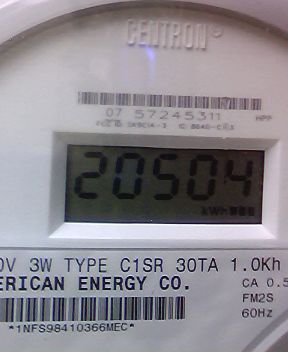 CENTRON®
07 57245311 HPP
20504
kWh
0V 3W TYPE C1SR 30TA 1.0Kh
ERICAN ENERGY CO. CA 0.5
FM2S
60Hz
*1NFS98410366MEC*